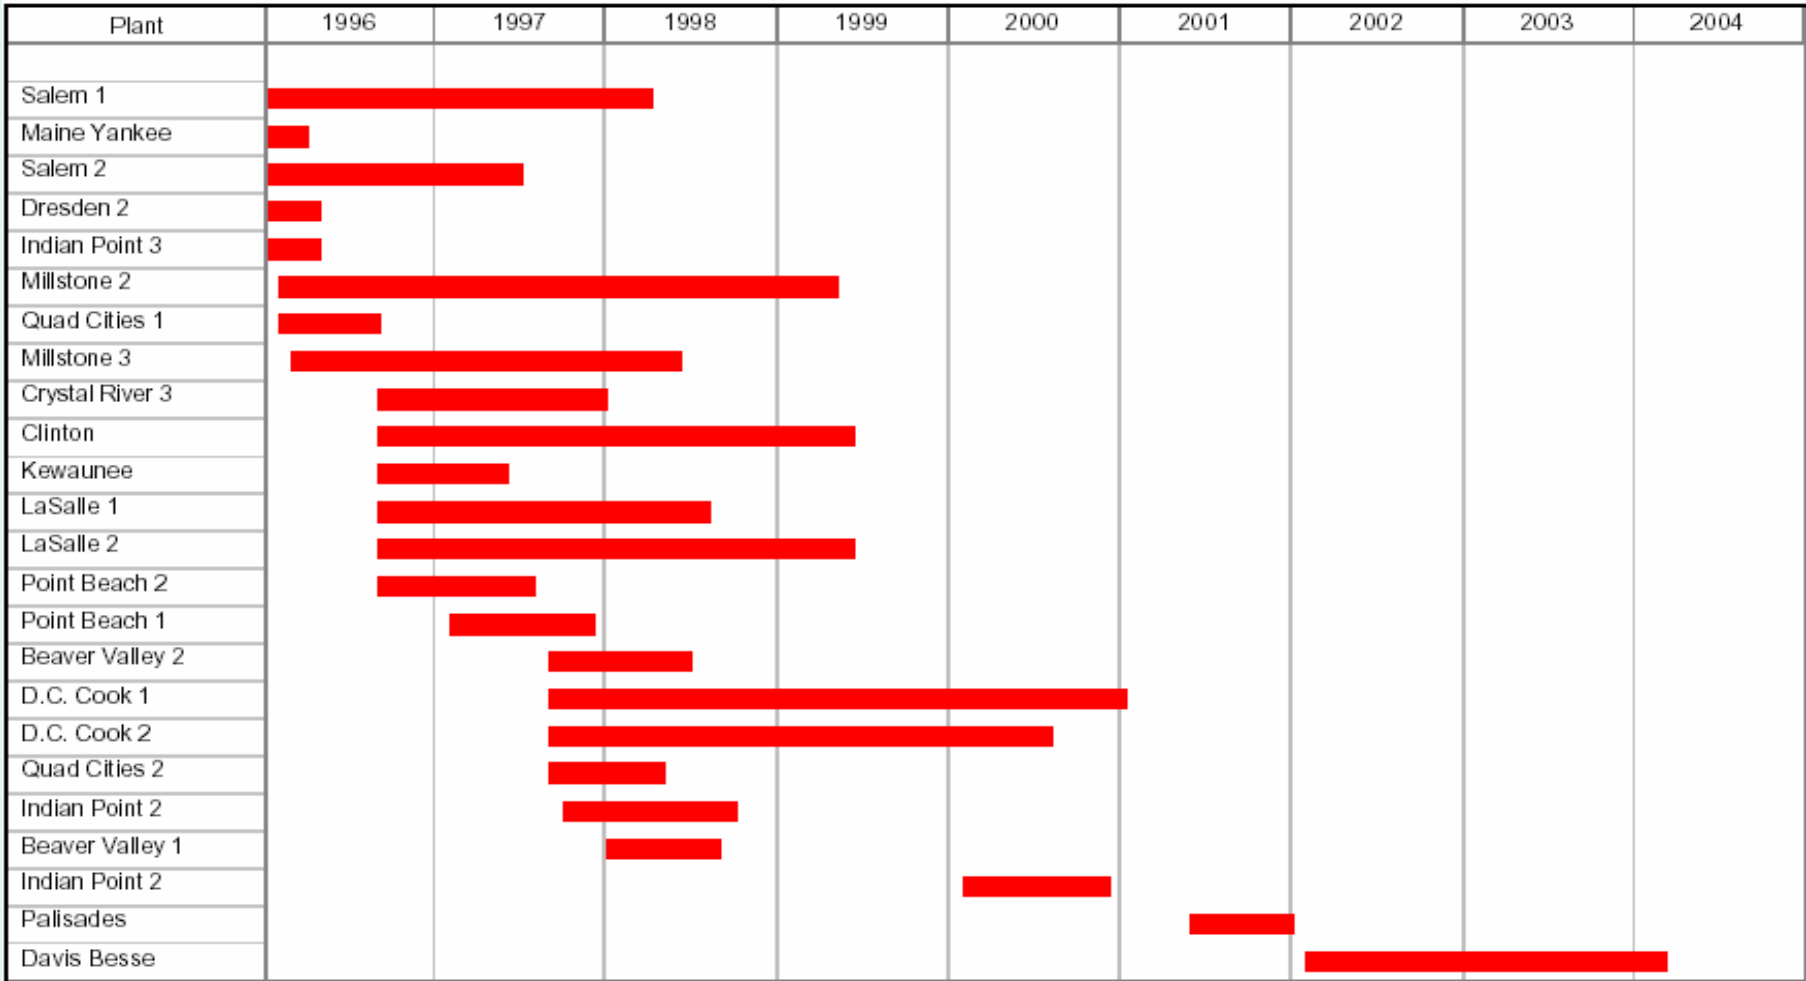 Plant 1996 1997 1998 1999 2000 2001 2002 2003 2004
Salem 1
Maine Yankee
Salem 2
Dresden 2
Indian Point 3
Millstone 2
Quad Cities 1
Millstone 3
Crystal River 3
Clinton
Kewaunee
LaSalle 1
LaSalle 2
Point Beach 2
Point Beach 1
Beaver Valley 2
D.C. Cook 1
D.C. Cook 2
Quad Cities 2
Indian Point 2
Beaver Valley 1
Indian Point 2
Palisades
Davis Besse